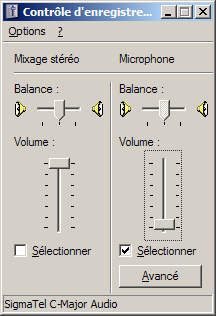 Contrôle d'enregistre...
Options ?
Mixage stéréo Microphone
Balance : Balance :
Volume : Volume :
Sélectionner Sélectionner
Avancé
SigmaTel C-Major Audio